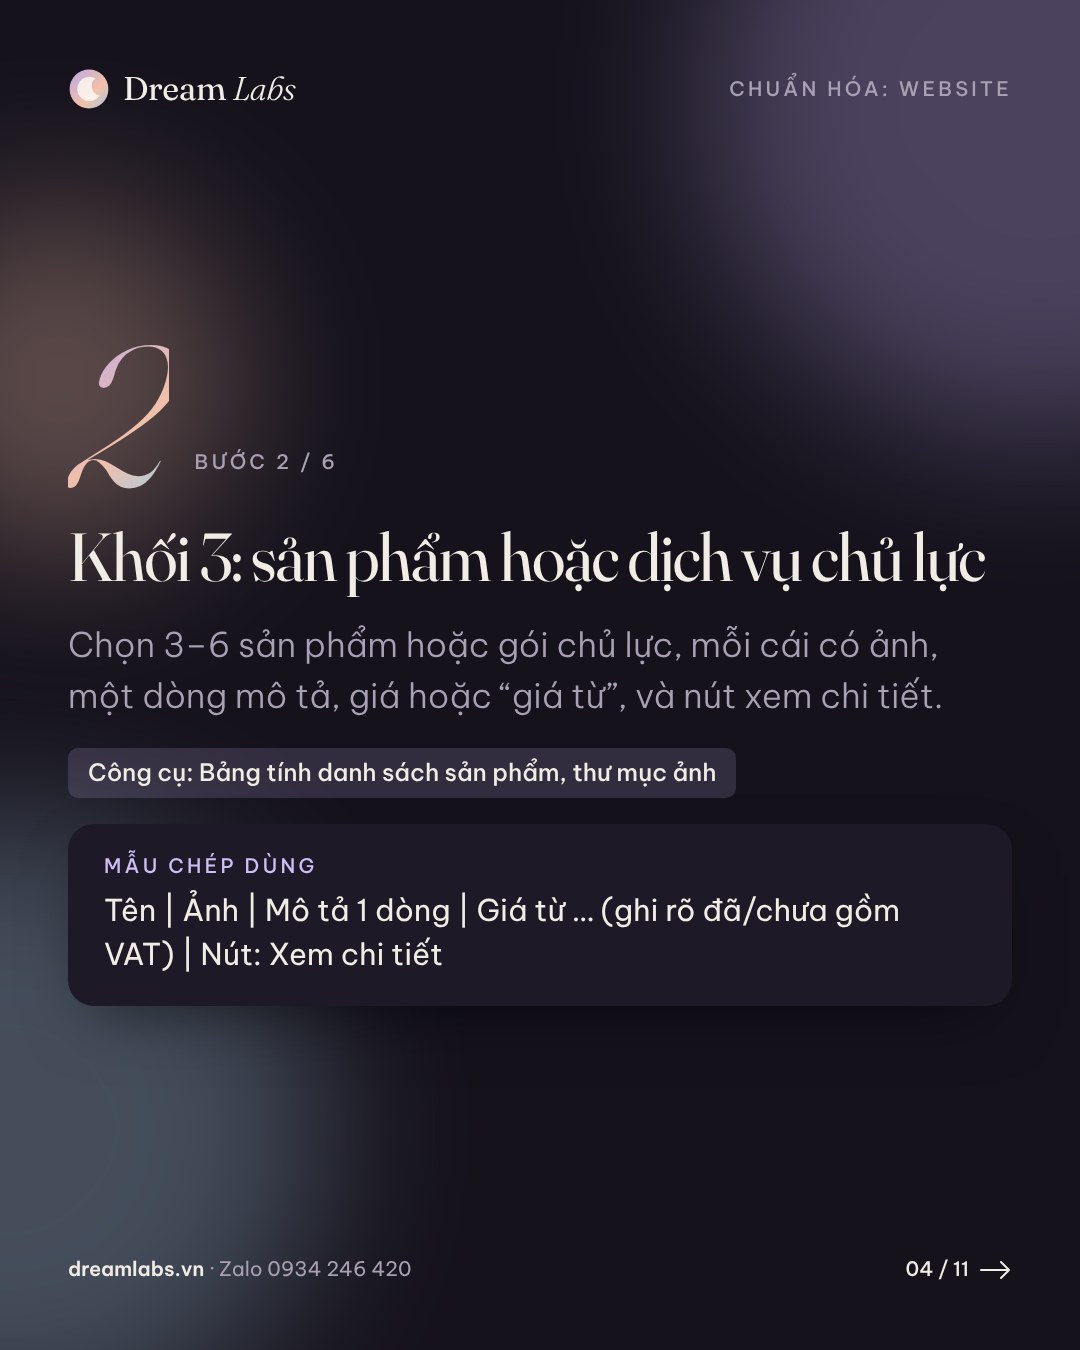 Dream Labs
CHUẨN HÓA: WEBSITE
2
BƯỚC 2 / 6
Khối 3: sản phẩm hoặc dịch vụ chủ lực
Chọn 3–6 sản phẩm hoặc gói chủ lực, mỗi cái có ảnh,
một dòng mô tả, giá hoặc “giá từ”, và nút xem chi tiết.
Công cụ: Bảng tính danh sách sản phẩm, thư mục ảnh
MẪU CHÉP DÙNG
Tên | Ảnh | Mô tả 1 dòng | Giá từ ... (ghi rõ đã/chưa gồm
VAT) | Nút: Xem chi tiết
dreamlabs.vn · Zalo 0934 246 420
04 / 11 →